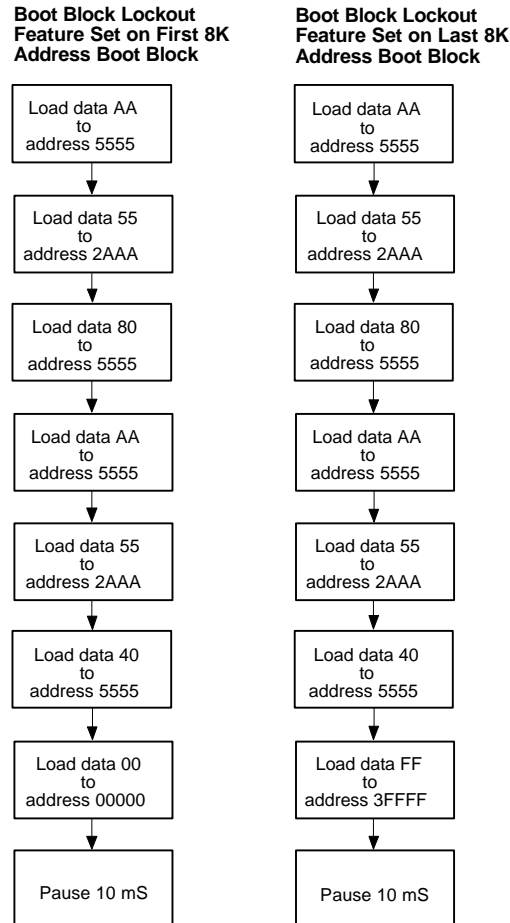 Boot Block Lockout
Feature Set on First 8K
Address Boot Block
Load data AA
to
address 5555
Load data 55
to
address 2AAA
Load data 80
to
address 5555
Load data AA
to
address 5555
Load data 55
to
address 2AAA
Load data 40
to
address 5555
Load data 00
to
address 00000
Pause 10 mS
Boot Block Lockout
Feature Set on Last 8K
Address Boot Block
Load data AA
to
address 5555
Load data 55
to
address 2AAA
Load data 80
to
address 5555
Load data AA
to
address 5555
Load data 55
to
address 2AAA
Load data 40
to
address 5555
Load data FF
to
address 3FFFF
Pause 10 mS